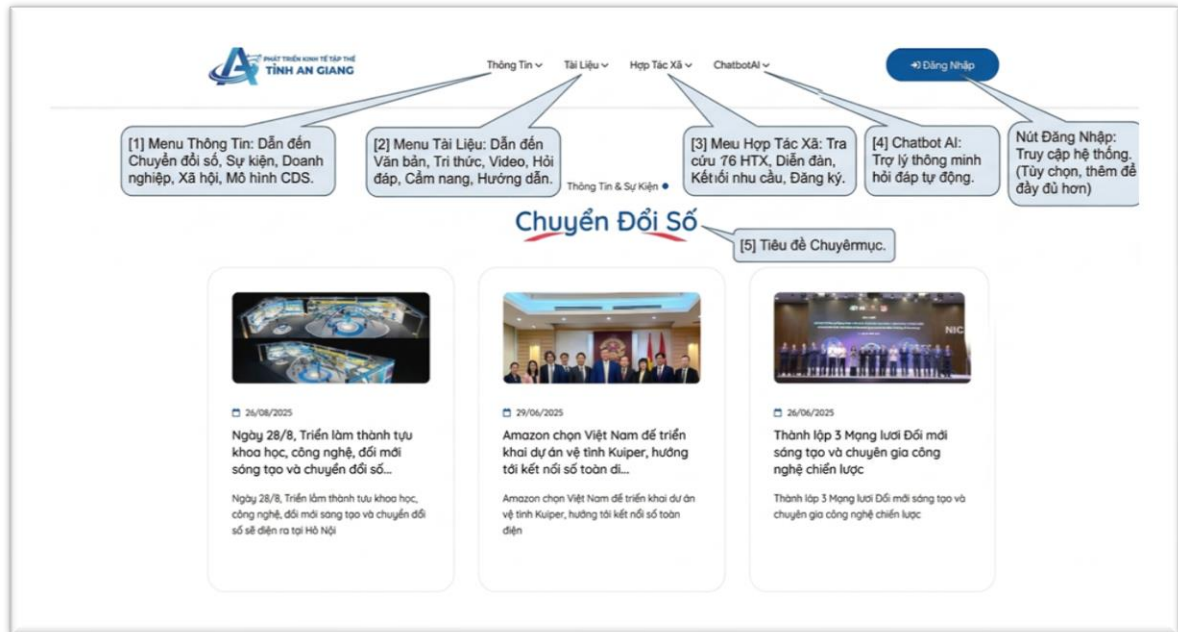 PHÁT TRIỂN KINH TẾ TẬP THỂ
TỈNH AN GIANG
Thông Tin
Tài Liệu
Hợp Tác Xã
ChatbotAI
Đăng Nhập
[1] Menu Thông Tin: Dẫn đến
Chuyển đổi số, Sự kiện, Doanh
nghiệp, Xã hội, Mô hình CDS.
[2] Menu Tài Liệu: Dẫn đến
Văn bản, Tri thức, Video, Hỏi
đáp, Cẩm nang, Hướng dẫn.
[3] Meu Hợp Tác Xã: Tra
cứu 76 HTX, Diễn đàn,
Kết rối nhu cầu, Đăng ký.
[4] Chatbot AI:
Trợ lý thông minh
hỏi đáp tự động.
Nút Đăng Nhập:
Truy cập hệ thống.
(Tùy chọn, thêm để
đầy đủ hơn)
Thông Tin & Sự Kiện
Chuyển Đổi Số
[5] Tiêu đề Chuyêrmục.
NIC
26/08/2025
Ngày 28/8, Triển lãm thành tựu
khoa học, công nghệ, đổi mới
sóng tạo và chuyển đổi số...
Ngày 28/8, Triển lãm thành tựu khoa học,
công nghệ, đổi mới sang tạo và chuyển đổi
số sẽ diện ra tại Hò Nội
29/06/2025
Amazon chọn Việt Nam để triển
khai dự án vệ tinh Kuiper, hướng
tới kết nối số toàn di...
Amazon chọn Việt Nam để triển khai dự án
vệ tinh Kuiper, hướng tới kết nối số toàn
diện
26/06/2025
Thành lập 3 Mạng lưới Đổi mới
sáng tạo và chuyên gia công
nghệ chiến lược
Thành lập 3 Mạng lưới Dổi mới sáng tạo và
chuyên gia công nghệ chiến lược